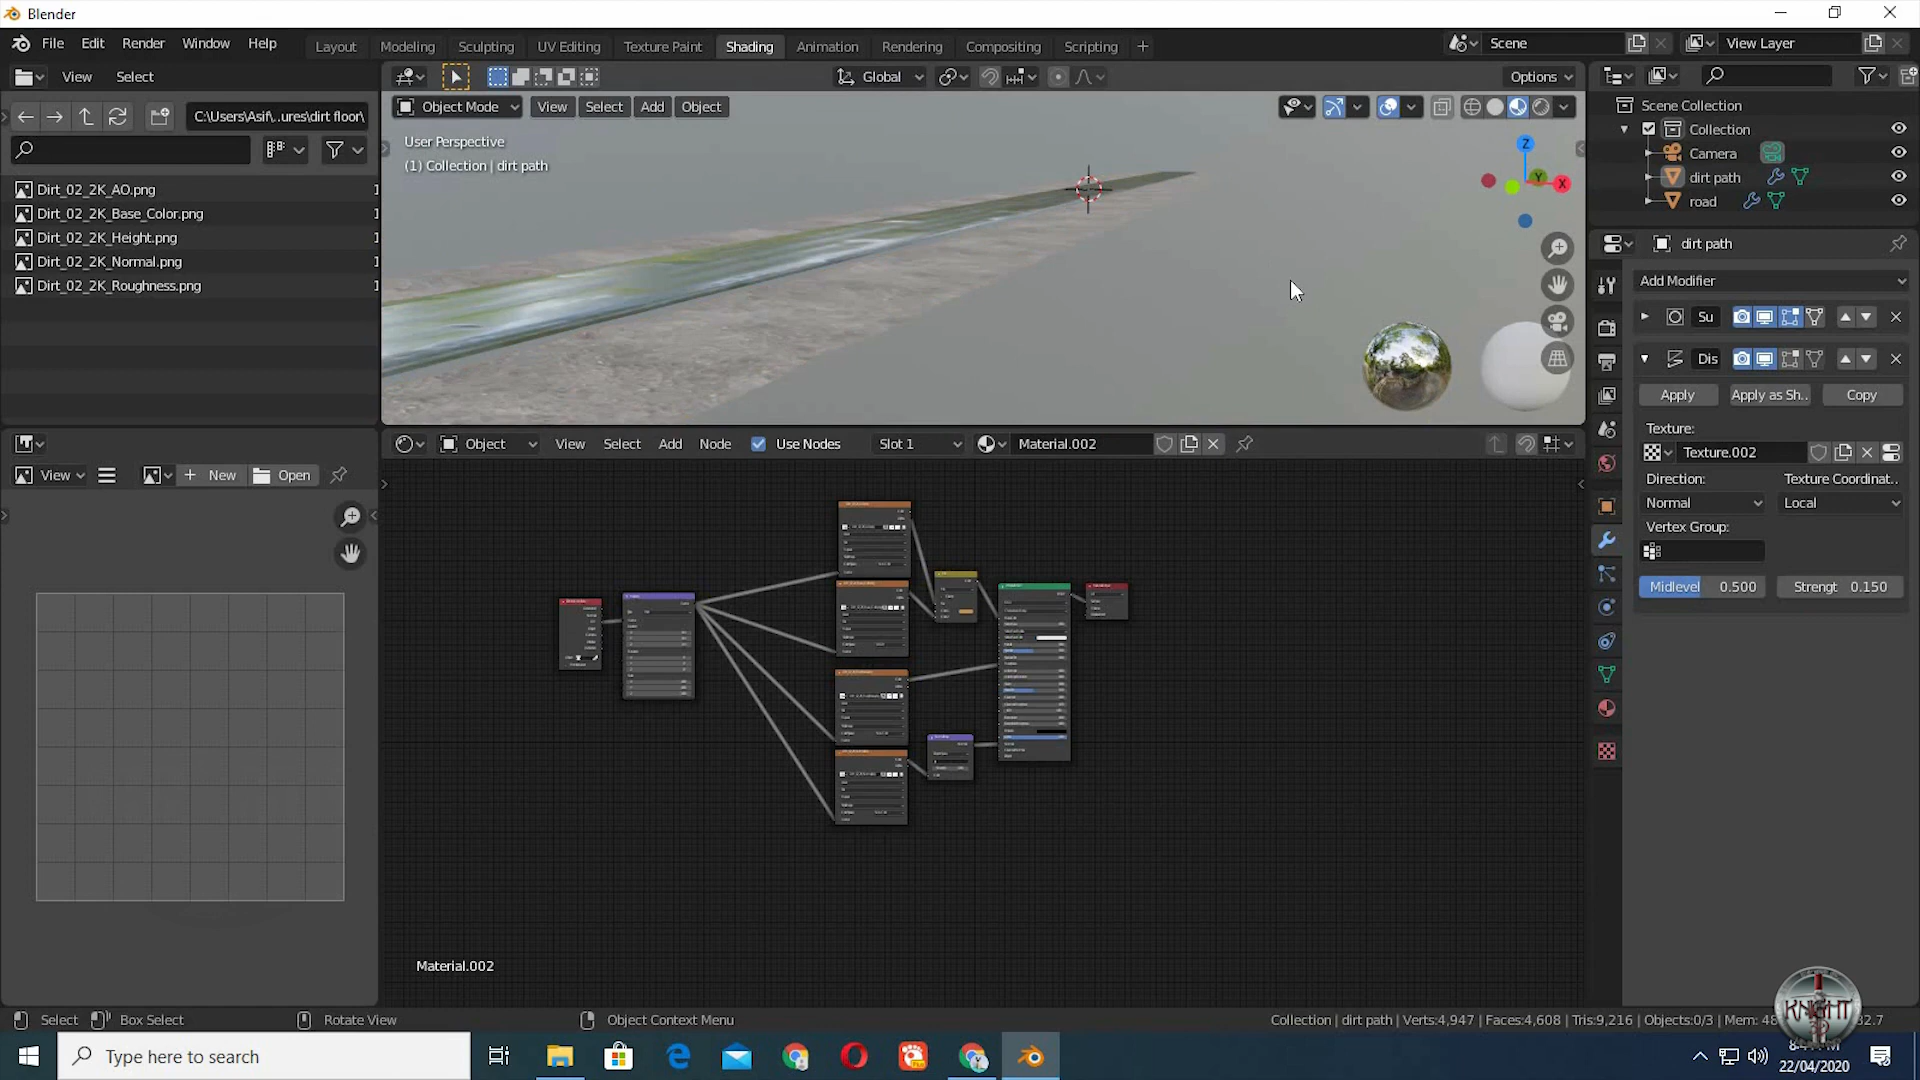 Blender
File Edit Render Window Help
Layout Modeling Sculpting UV Editing Texture Paint Shading Animation Rendering Compositing Scripting +
Scene View Layer
View Select
Global
Options
C:\Users\Asif\..ures\dirt floor\
Object Mode View Select Add Object
User Perspective
(1) Collection | dirt path
Z
Y
X
Dirt_02_2K_AO.png
Dirt_02_2K_Base_Color.png
Dirt_02_2K_Height.png
Dirt_02_2K_Normal.png
Dirt_02_2K_Roughness.png
Scene Collection
Collection
Camera
dirt path
road
dirt path
Add Modifier
Su
Dis
Apply Apply as Sh.. Copy
Texture:
Texture.002
Direction: Texture Coordinat..
Normal Local
Vertex Group:
Midlevel 0.500 Strengt 0.150
Object View Select Add Node Use Nodes Slot 1 Material.002
View + New Open
Material.002
Select Box Select Rotate View Object Context Menu
Collection | dirt path | Verts:4,947 | Faces:4,608 | Tris:9,216 | Objects:0/3 | Mem: 48
KNIGHT
Type here to search
22/04/2020